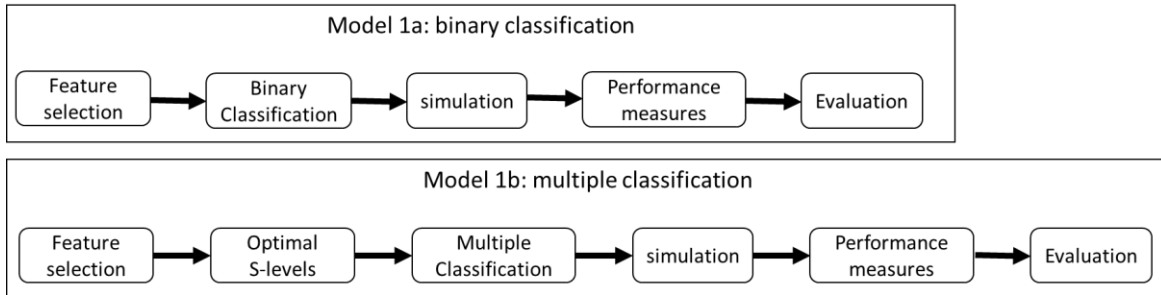 Model 1a: binary classification
Feature
selection
Binary
Classification
simulation
Performance
measures
Evaluation
Model 1b: multiple classification
Feature
selection
Optimal
S-levels
Multiple
Classification
simulation
Performance
measures
Evaluation